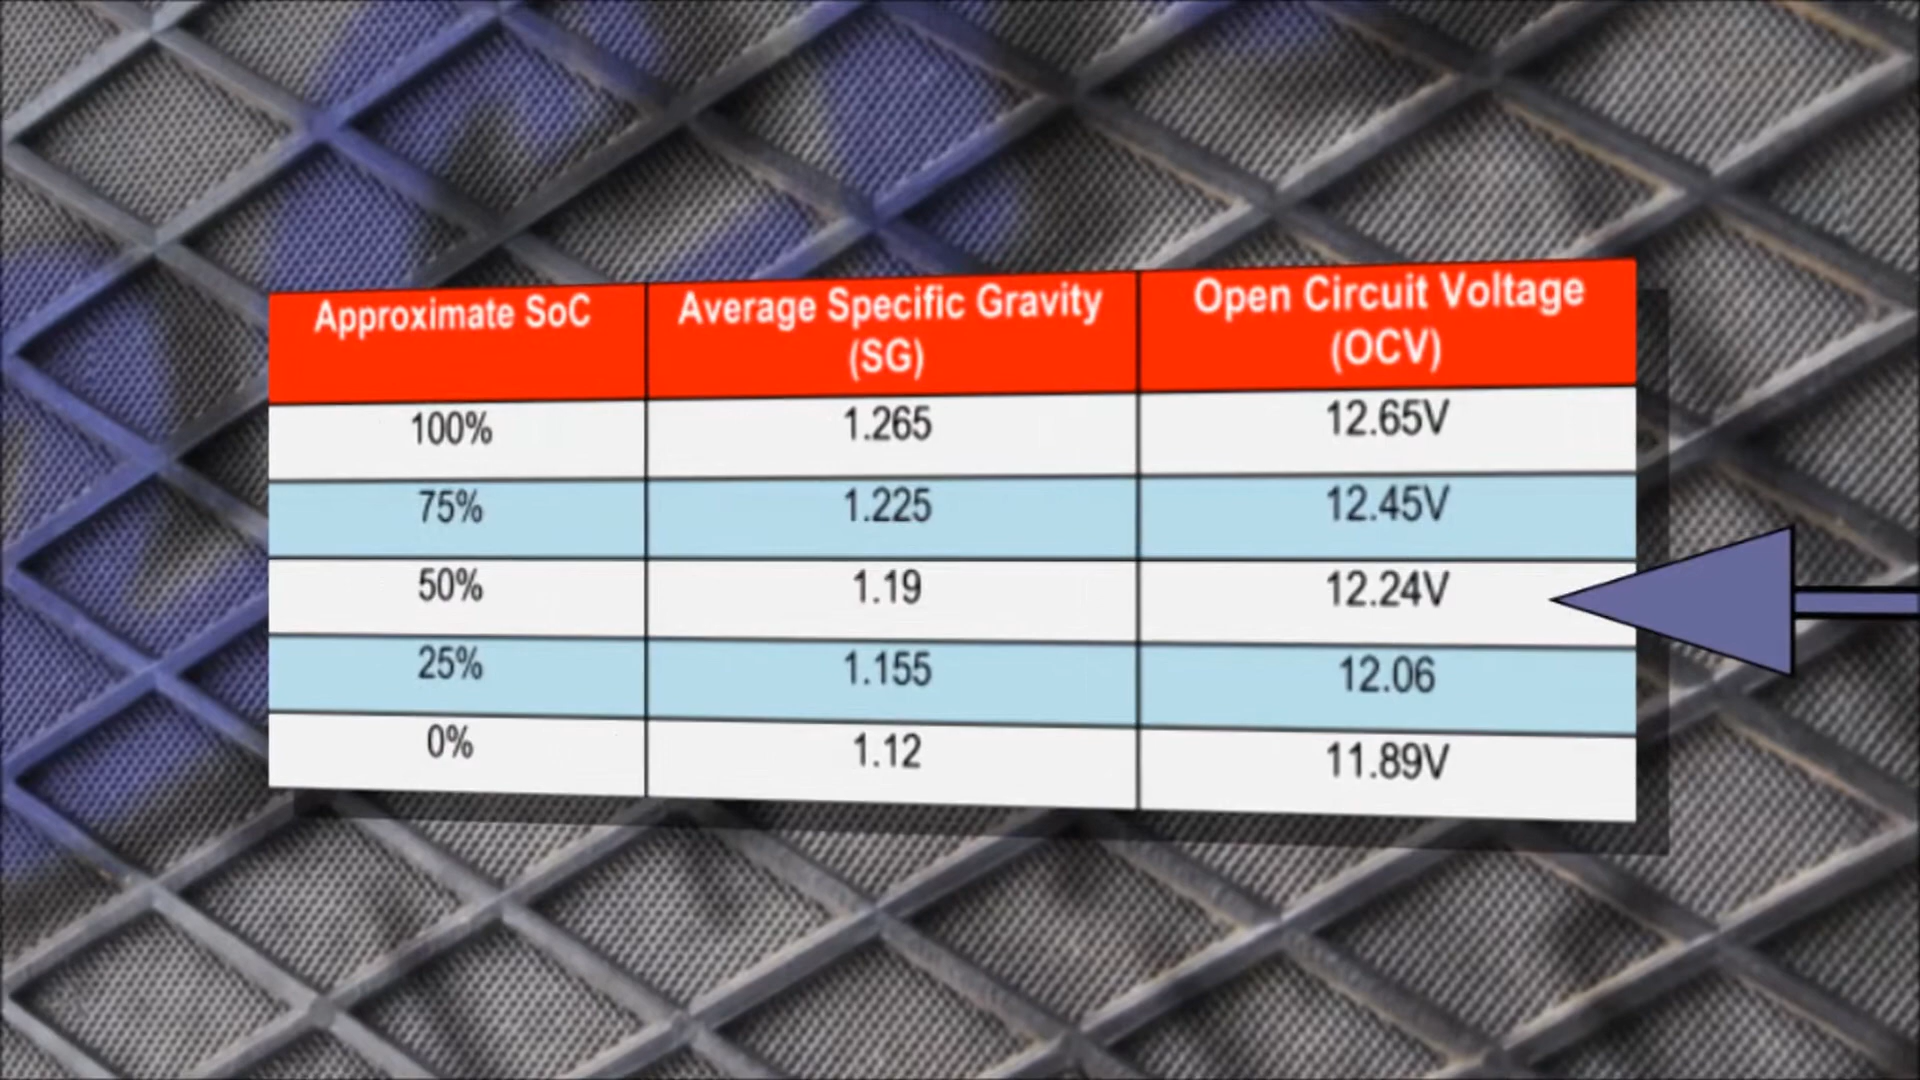 Approximate SoC Average Specific Gravity (SG) Open Circuit Voltage (OCV)
100% 1.265 12.65V
75% 1.225 12.45V
50% 1.19 12.24V
25% 1.155 12.06
0% 1.12 11.89V